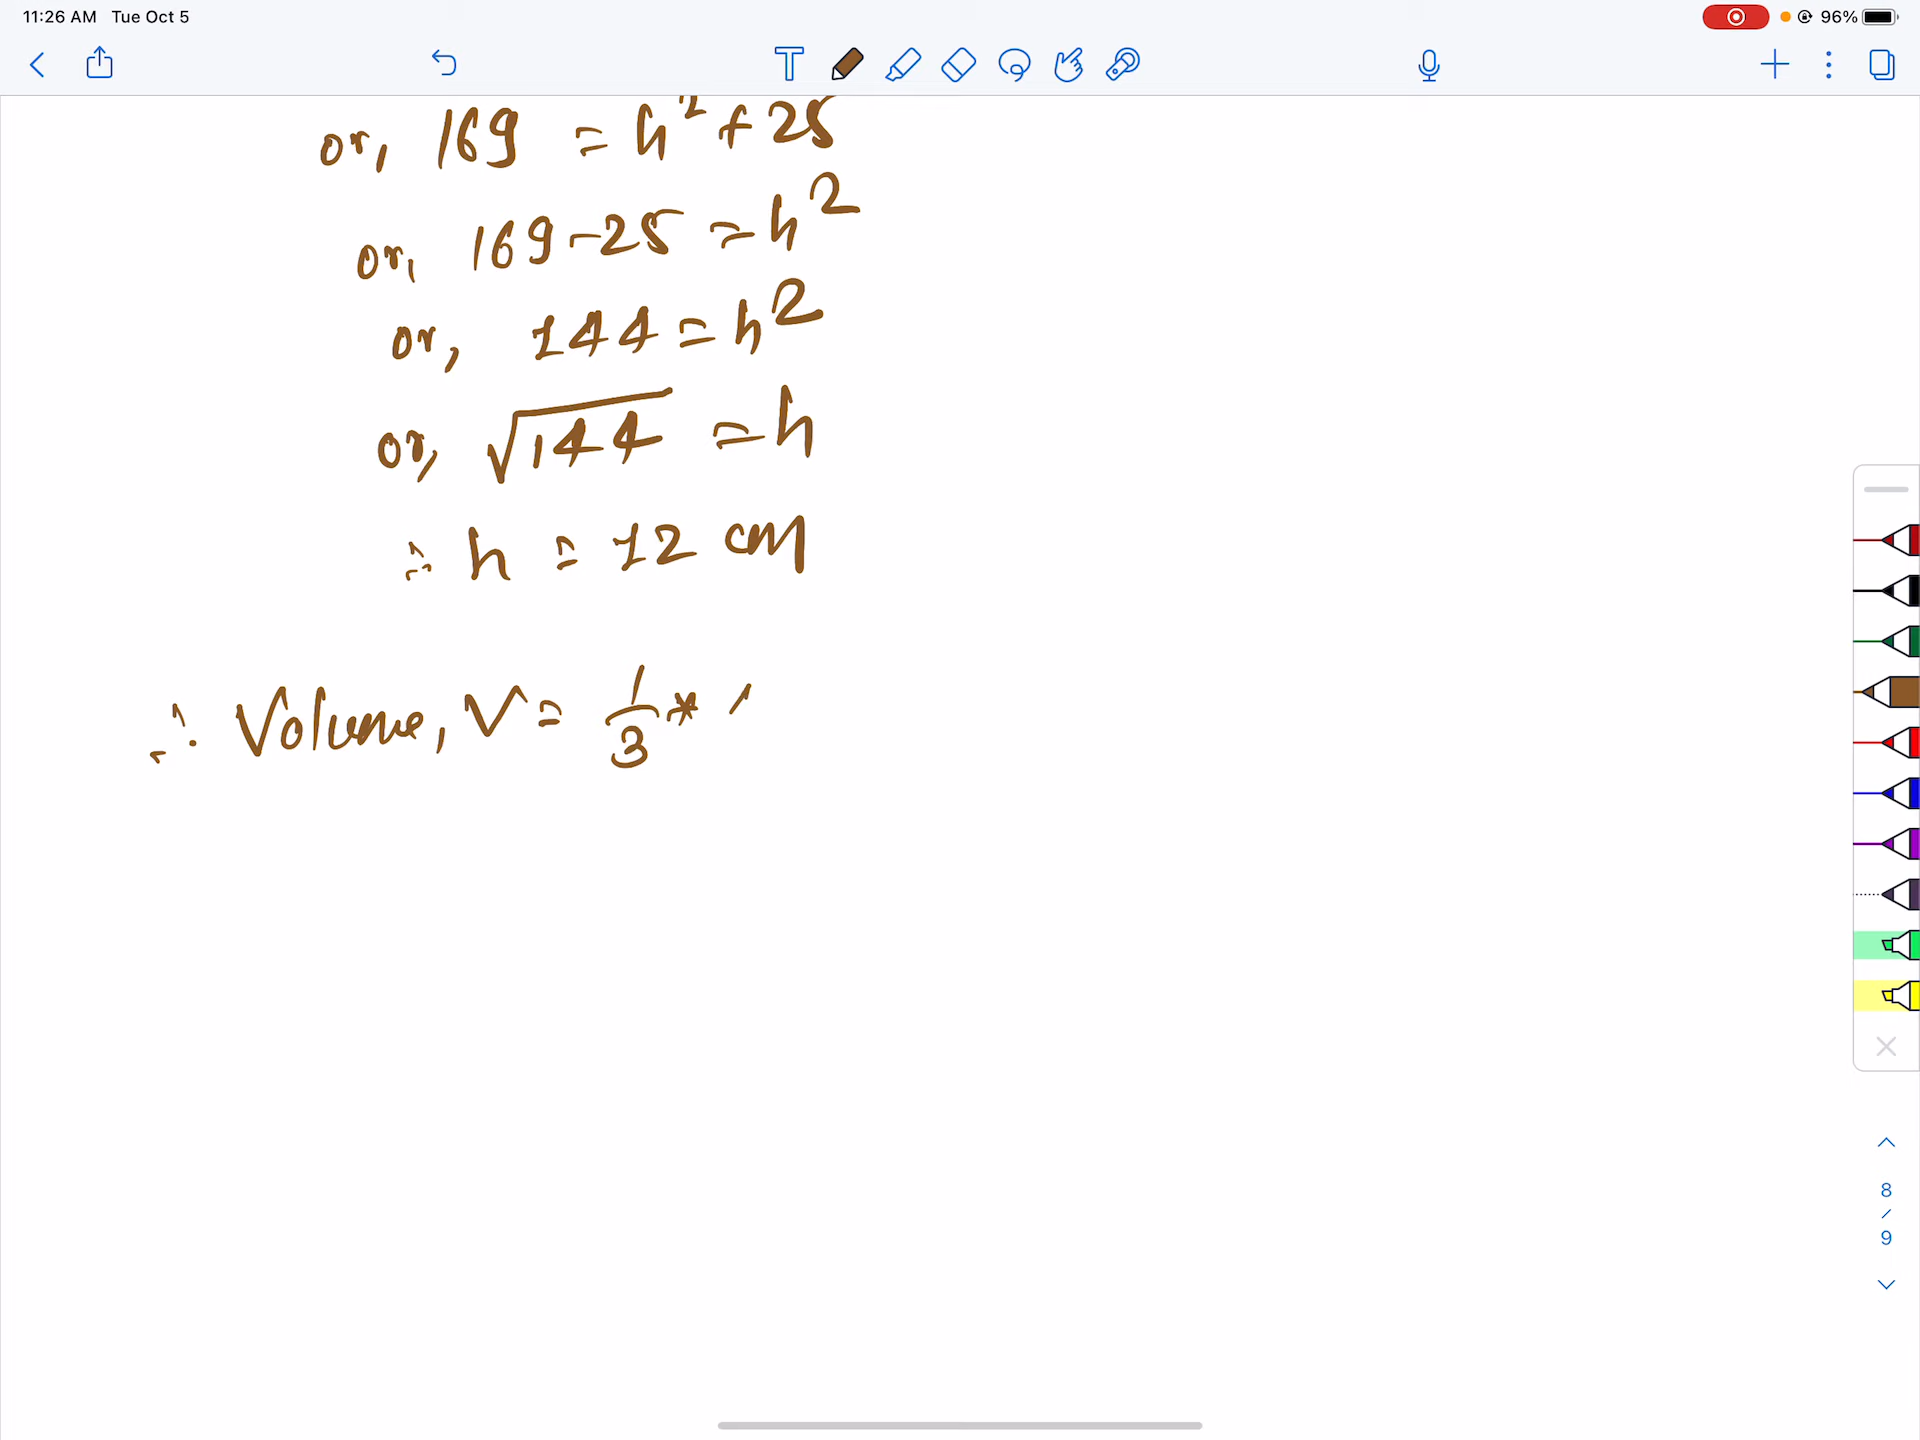 11:26 AM Tue Oct 5
96%
T
or, 169 = h² + 25
or, 169 - 25 = h²
or, 144 = h²
or, √144 = h
∴ h = 12 cm
∴ Volume, V = 1/3 *
8
/
9